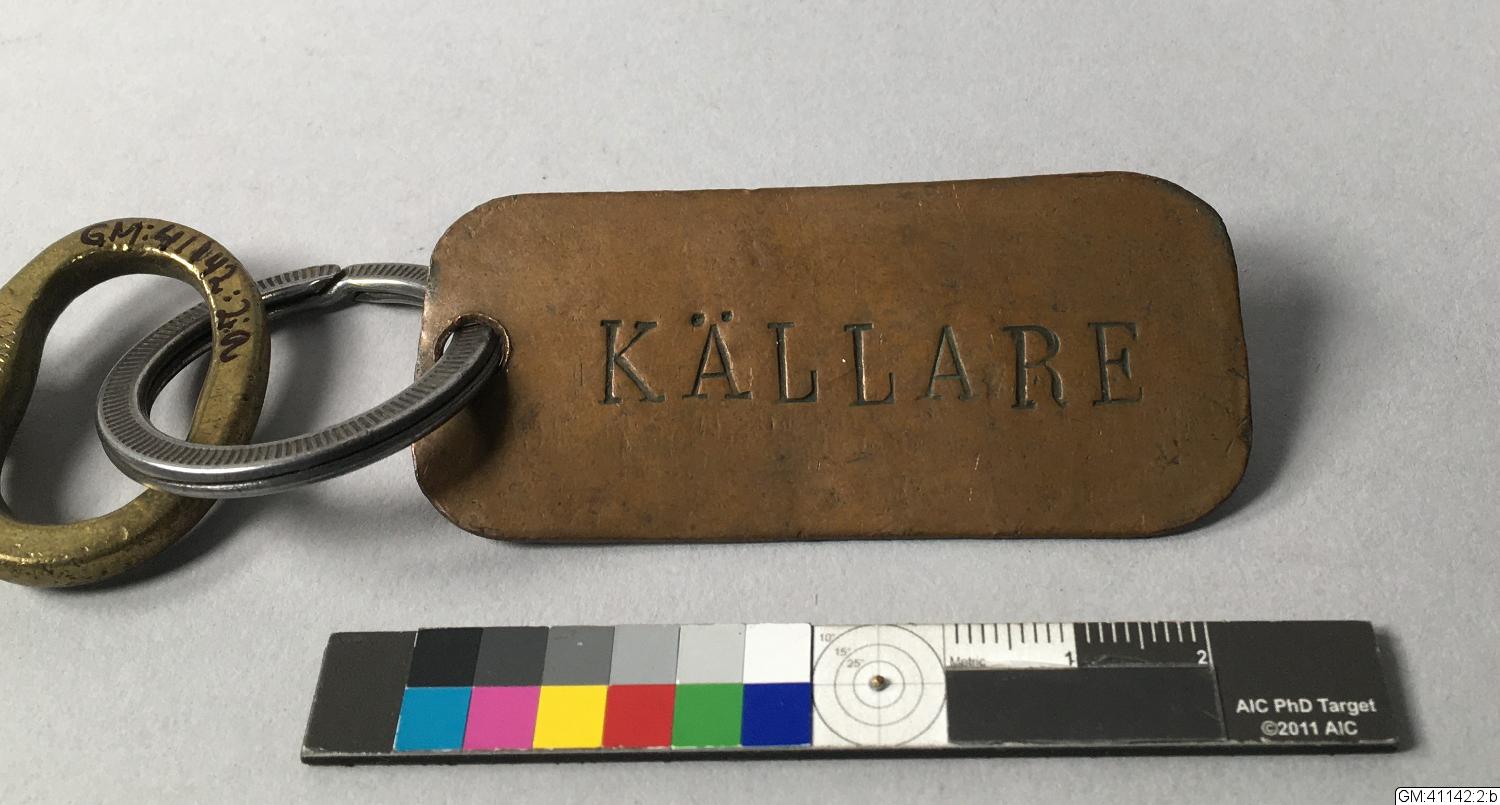 GM:41142:2:a
KÄLLARE
10°
15°
25°
Metric 1 2
AIC PhD Target
©2011 AIC
GM:41142:2:b